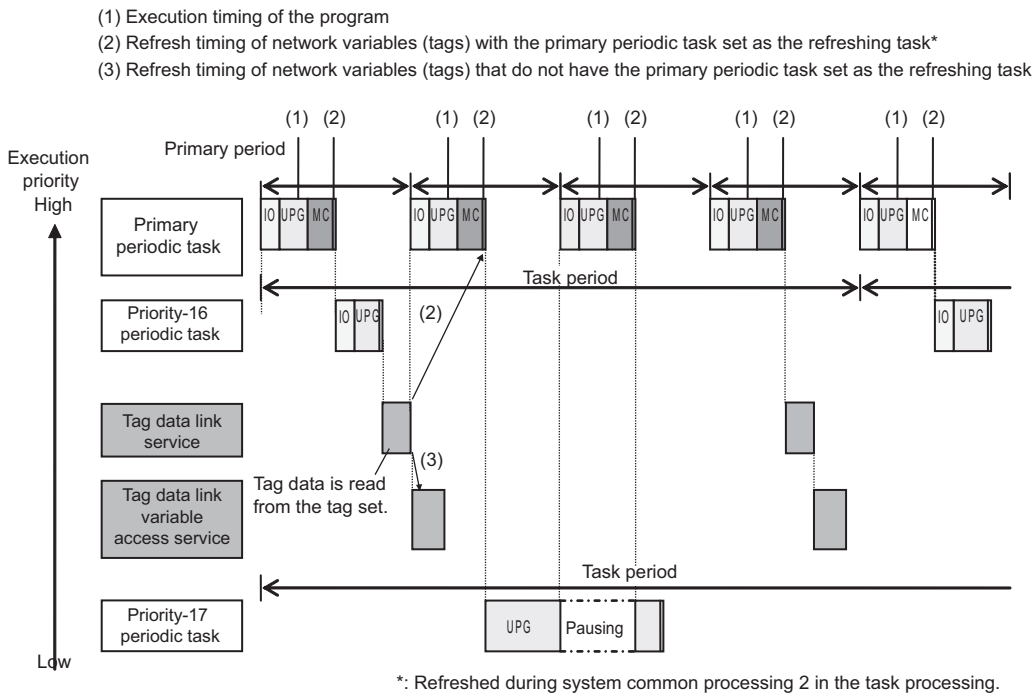 (1) Execution timing of the program
(2) Refresh timing of network variables (tags) with the primary periodic task set as the refreshing task*
(3) Refresh timing of network variables (tags) that do not have the primary periodic task set as the refreshing task
(1) (2) (1) (2) (1) (2) (1) (2) (1) (2)
Execution
priority
High
Primary period
Primary
periodic task
IO UPG MC IO UPG MC IO UPG MC IO UPG MC IO UPG MC
Task period
Priority-16
periodic task
IO UPG
(2)
IO UPG
Tag data link
service
(3)
Tag data is read
from the tag set.
Tag data link
variable
access service
Task period
Priority-17
periodic task
UPG
Pausing
Low
*: Refreshed during system common processing 2 in the task processing.